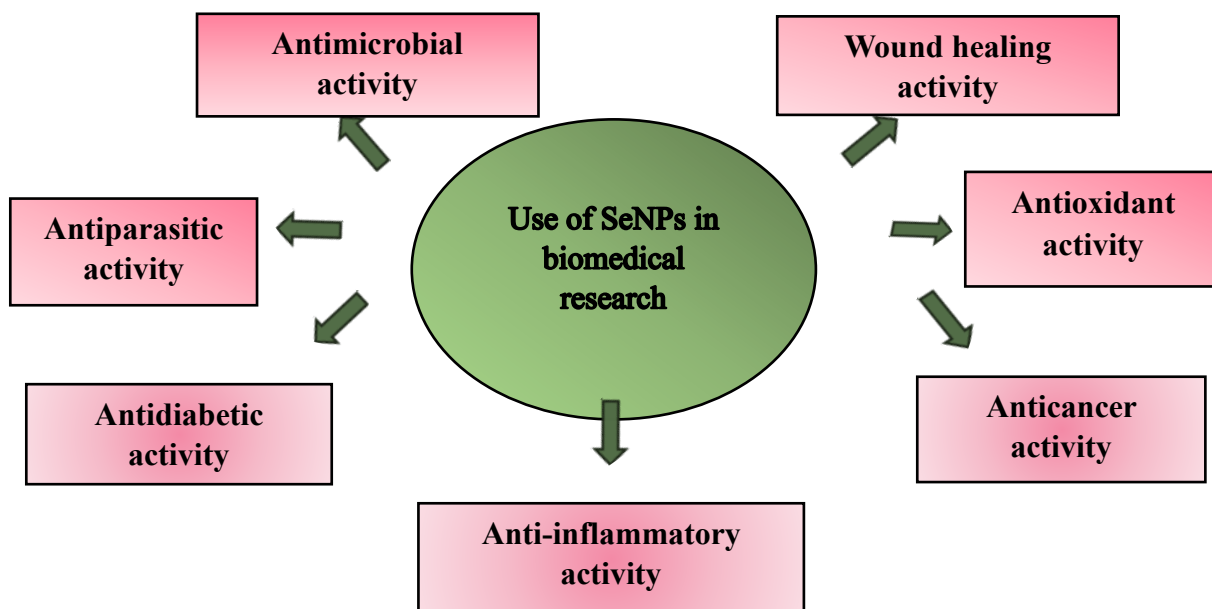 Antimicrobial
activity
Wound healing
activity
Use of SeNPs in
biomedical
research
Antiparasitic
activity
Antioxidant
activity
Antidiabetic
activity
Anticancer
activity
Anti-inflammatory
activity